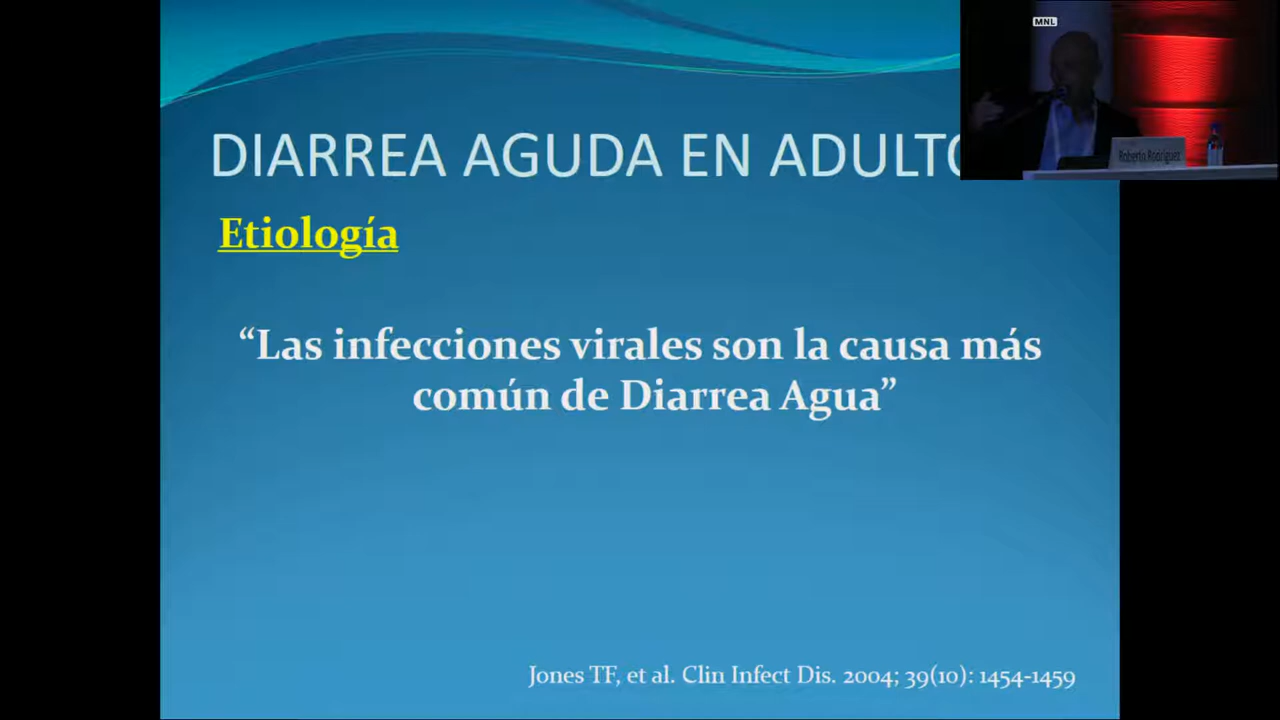 MNL
DIARREA AGUDA EN ADULTO
Roberto Rodríguez
Etiología
“Las infecciones virales son la causa más
común de Diarrea Agua”
Jones TF, et al. Clin Infect Dis. 2004; 39(10): 1454-1459